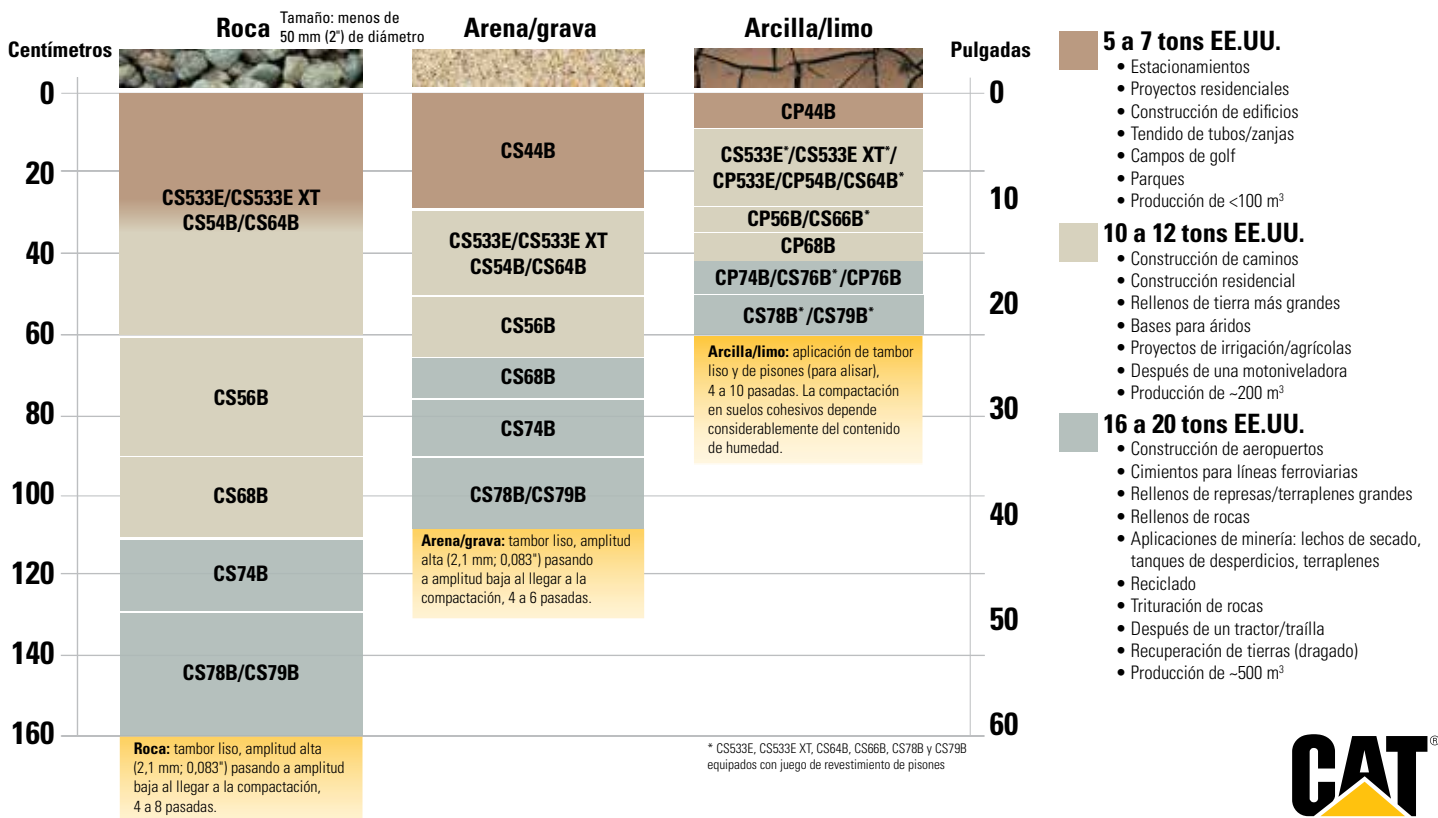 Roca
Tamaño: menos de
50 mm (2") de diámetro
Arena/grava
Arcilla/limo
Centímetros
Pulgadas
0
20
40
60
80
100
120
140
160
CS533E/CS533E XT
CS54B/CS64B
CS56B
CS68B
CS74B
CS78B/CS79B
Roca: tambor liso, amplitud alta
(2,1 mm; 0,083") pasando a amplitud
baja al llegar a la compactación,
4 a 8 pasadas.
CS44B
CS533E/CS533E XT
CS54B/CS64B
CS56B
CS68B
CS74B
CS78B/CS79B
Arena/grava: tambor liso, amplitud
alta (2,1 mm; 0,083") pasando
a amplitud baja al llegar a la
compactación, 4 a 6 pasadas.
CP44B
CS533E*/CS533E XT*/
CP533E/CP54B/CS64B*
CP56B/CS66B*
CP68B
CP74B/CS76B*/CP76B
CS78B*/CS79B*
Arcilla/limo: aplicación de tambor
liso y de pisones (para alisar),
4 a 10 pasadas. La compactación
en suelos cohesivos depende
considerablemente del contenido
de humedad.
0
10
20
30
40
50
60
* CS533E, CS533E XT, CS64B, CS66B, CS78B y CS79B
equipados con juego de revestimiento de pisones
5 a 7 tons EE.UU.
• Estacionamientos
• Proyectos residenciales
• Construcción de edificios
• Tendido de tubos/zanjas
• Campos de golf
• Parques
• Producción de <100 m³
10 a 12 tons EE.UU.
• Construcción de caminos
• Construcción residencial
• Rellenos de tierra más grandes
• Bases para áridos
• Proyectos de irrigación/agrícolas
• Después de una motoniveladora
• Producción de ~200 m³
16 a 20 tons EE.UU.
• Construcción de aeropuertos
• Cimientos para líneas ferroviarias
• Rellenos de represas/terraplenes grandes
• Rellenos de rocas
• Aplicaciones de minería: lechos de secado,
tanques de desperdicios, terraplenes
• Reciclado
• Trituración de rocas
• Después de un tractor/traílla
• Recuperación de tierras (dragado)
• Producción de ~500 m³
CAT®